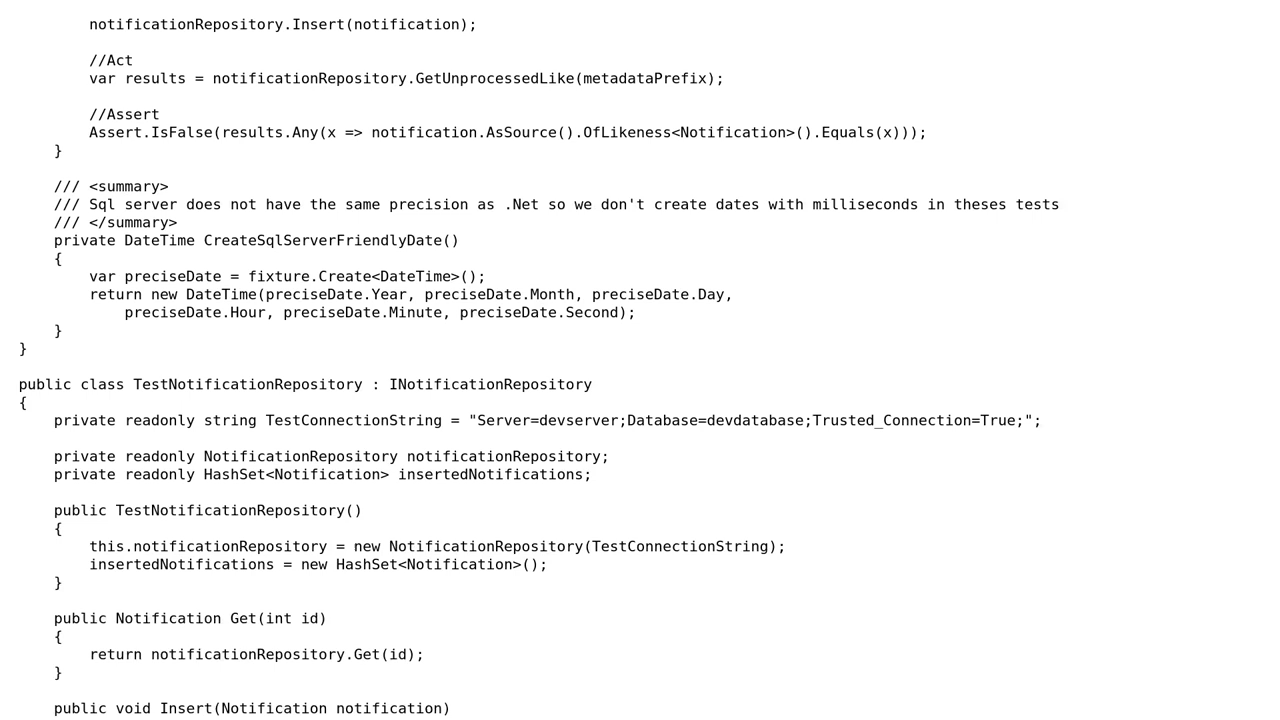 notificationRepository.Insert(notification);
//Act
var results = notificationRepository.GetUnprocessedLike(metadataPrefix);
//Assert
Assert.IsFalse(results.Any(x => notification.AsSource().OfLikeness<Notification>().Equals(x)));
}
/// <summary>
/// Sql server does not have the same precision as .Net so we don't create dates with milliseconds in theses tests
/// </summary>
private DateTime CreateSqlServerFriendlyDate()
{
var preciseDate = fixture.Create<DateTime>();
return new DateTime(preciseDate.Year, preciseDate.Month, preciseDate.Day,
preciseDate.Hour, preciseDate.Minute, preciseDate.Second);
}
}
public class TestNotificationRepository : INotificationRepository
{
private readonly string TestConnectionString = "Server=devserver;Database=devdatabase;Trusted_Connection=True;";
private readonly NotificationRepository notificationRepository;
private readonly HashSet<Notification> insertedNotifications;
public TestNotificationRepository()
{
this.notificationRepository = new NotificationRepository(TestConnectionString);
insertedNotifications = new HashSet<Notification>();
}
public Notification Get(int id)
{
return notificationRepository.Get(id);
}
public void Insert(Notification notification)